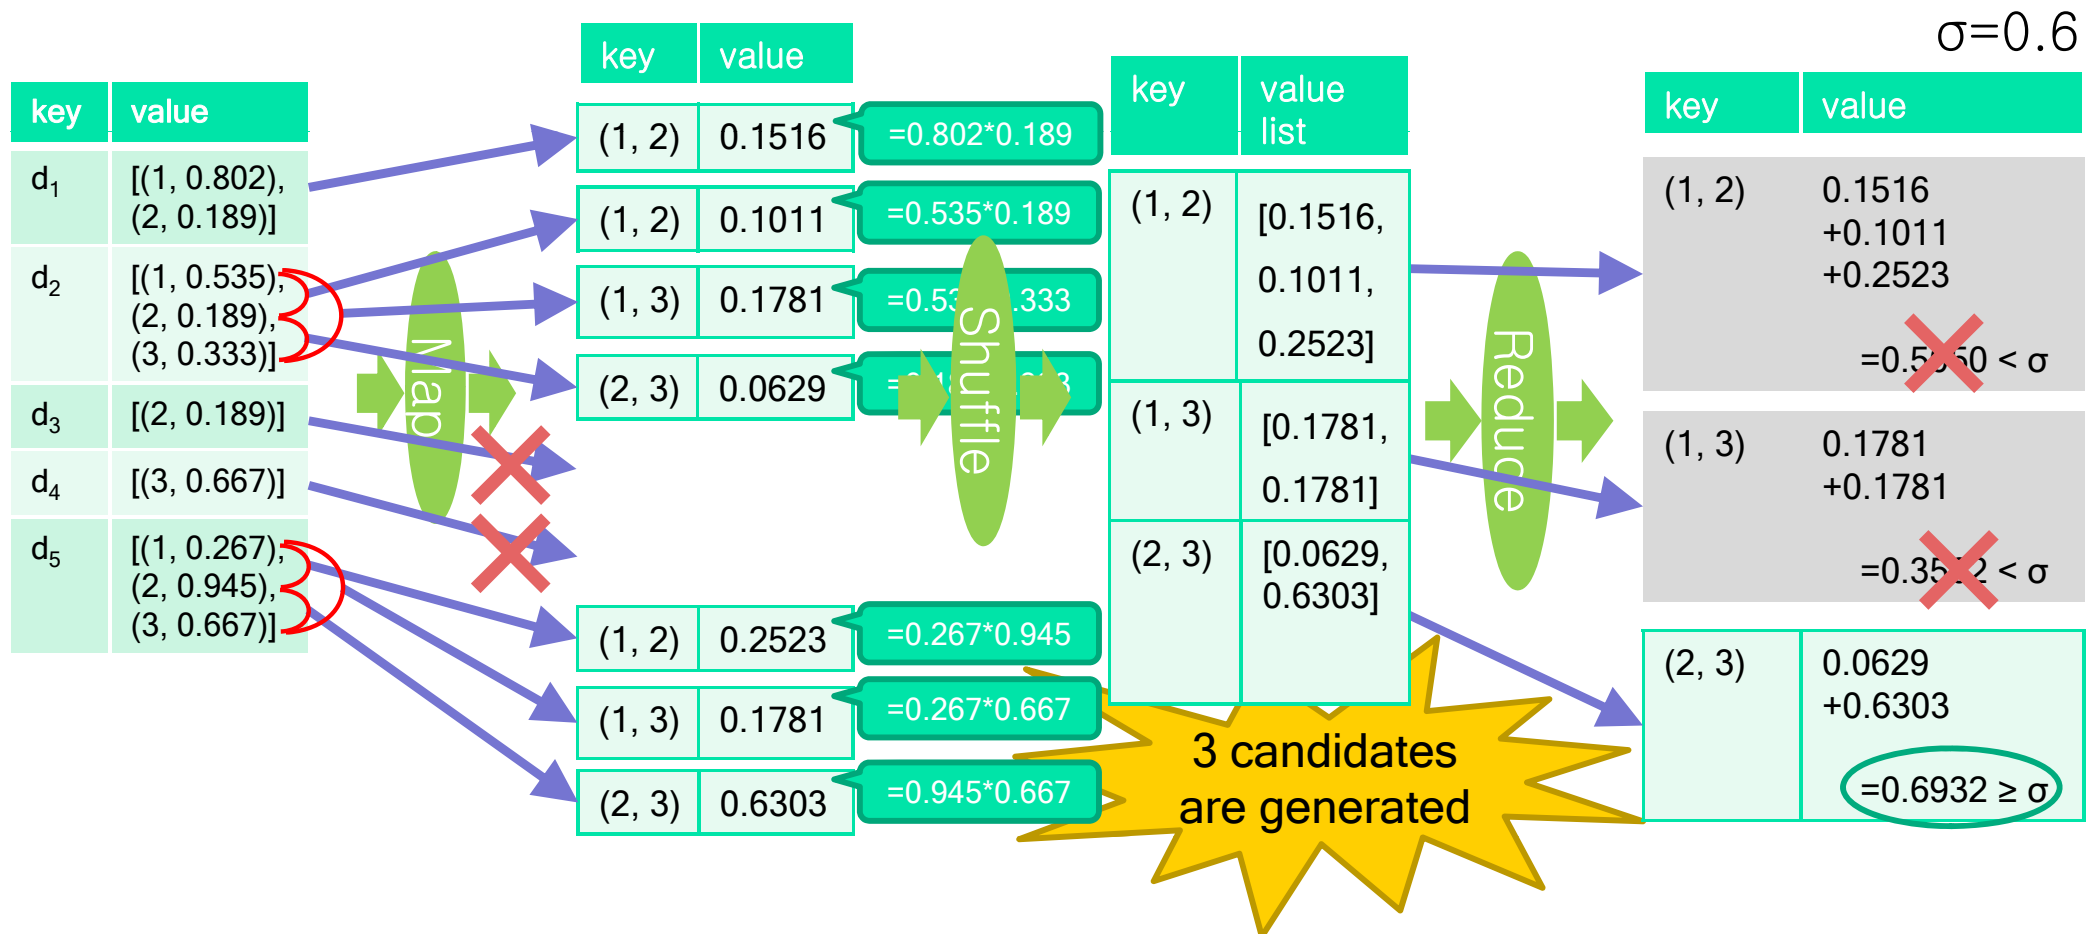 σ=0.6
key value
d1 [(1, 0.802),
(2, 0.189)]
d2 [(1, 0.535),
(2, 0.189),
(3, 0.333)]
d3 [(2, 0.189)]
d4 [(3, 0.667)]
d5 [(1, 0.267),
(2, 0.945),
(3, 0.667)]
Map
key value
(1, 2) 0.1516 =0.802*0.189
(1, 2) 0.1011 =0.535*0.189
(1, 3) 0.1781
(2, 3) 0.0629
(1, 2) 0.2523 =0.267*0.945
(1, 3) 0.1781 =0.267*0.667
(2, 3) 0.6303 =0.945*0.667
Shuffle
key value
list
(1, 2) [0.1516,
0.1011,
0.2523]
(1, 3) [0.1781,
0.1781]
(2, 3) [0.0629,
0.6303]
3 candidates
are generated
Reduce
key value
(1, 2) 0.1516
+0.1011
+0.2523
< σ
(1, 3) 0.1781
+0.1781
< σ
(2, 3) 0.0629
+0.6303
=0.6932 ≥ σ